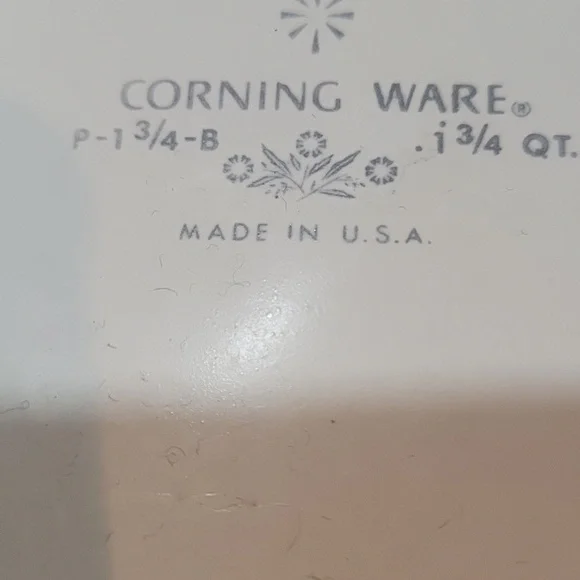 CORNING WARE®
P-1 3/4-B .1 3/4 QT.
MADE IN U.S.A.